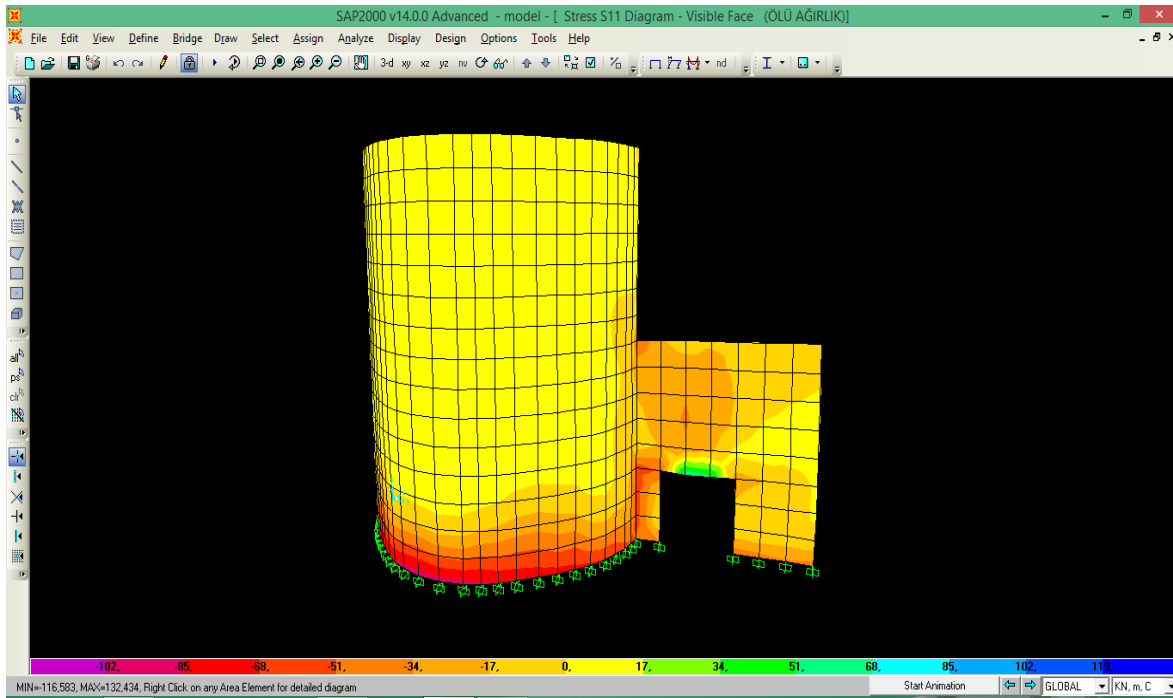 SAP2000 v14.0.0 Advanced - model - [ Stress S11 Diagram - Visible Face (ÖLÜ AĞIRLIK)]
File Edit View Define Bridge Draw Select Assign Analyze Display Design Options Tools Help
3-d xy xz yz nv nd
all
ps
clr
-102, -85, -68, -51, -34, -17, 0, 17, 34, 51, 68, 85, 102, 119,
MIN=-116,583, MAX=132,434, Right Click on any Area Element for detailed diagram Start Animation GLOBAL KN, m, C